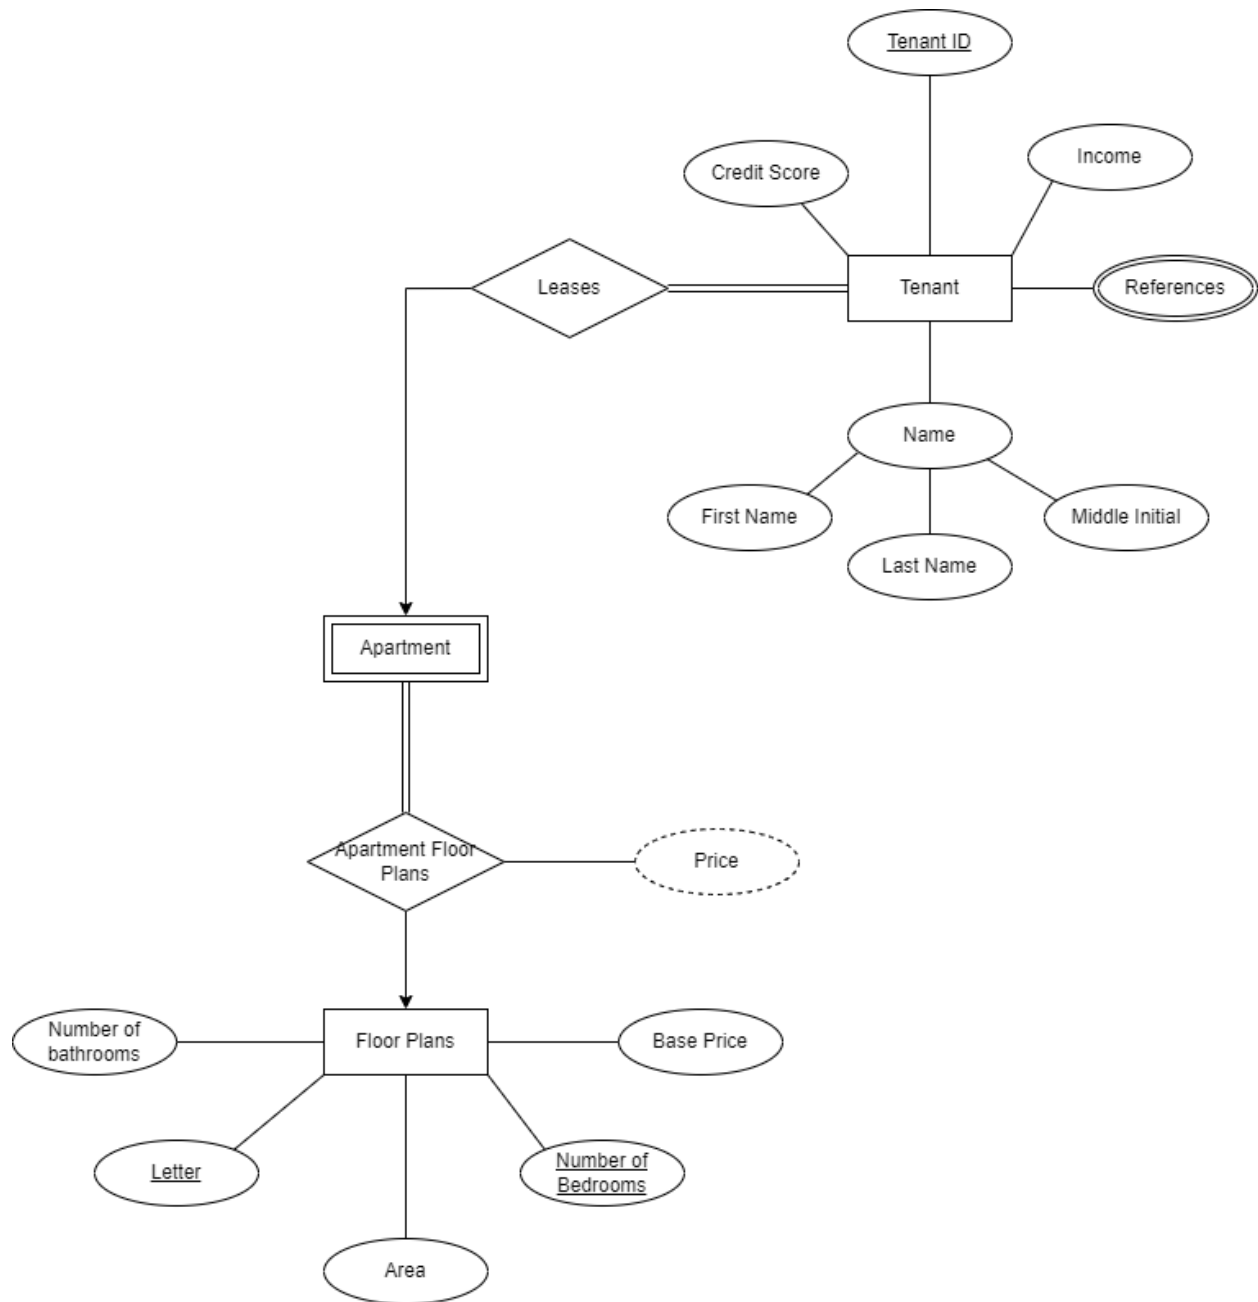 Tenant ID
Income
Credit Score
Leases
Tenant
References
Name
First Name
Middle Initial
Last Name
Apartment
Apartment Floor
Plans
Price
Number of
bathrooms
Floor Plans
Base Price
Letter
Number of
Bedrooms
Area